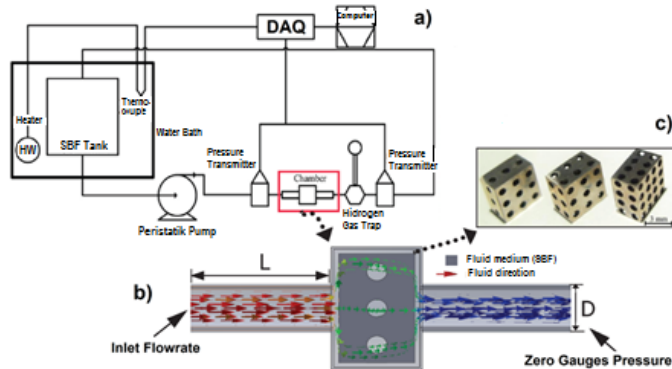 a)
Computer
DAQ
Thermo-
couple
Heater
HW
SBF Tank
Water Bath
c)
Pressure
Transmitter
Pressure
Transmitter
Chamber
3 mm
Hidrogen
Gas Trap
Peristatik Pump
Fluid medium (SBF)
Fluid direction
L
b)
D
Inlet Flowrate
Zero Gauges Pressure